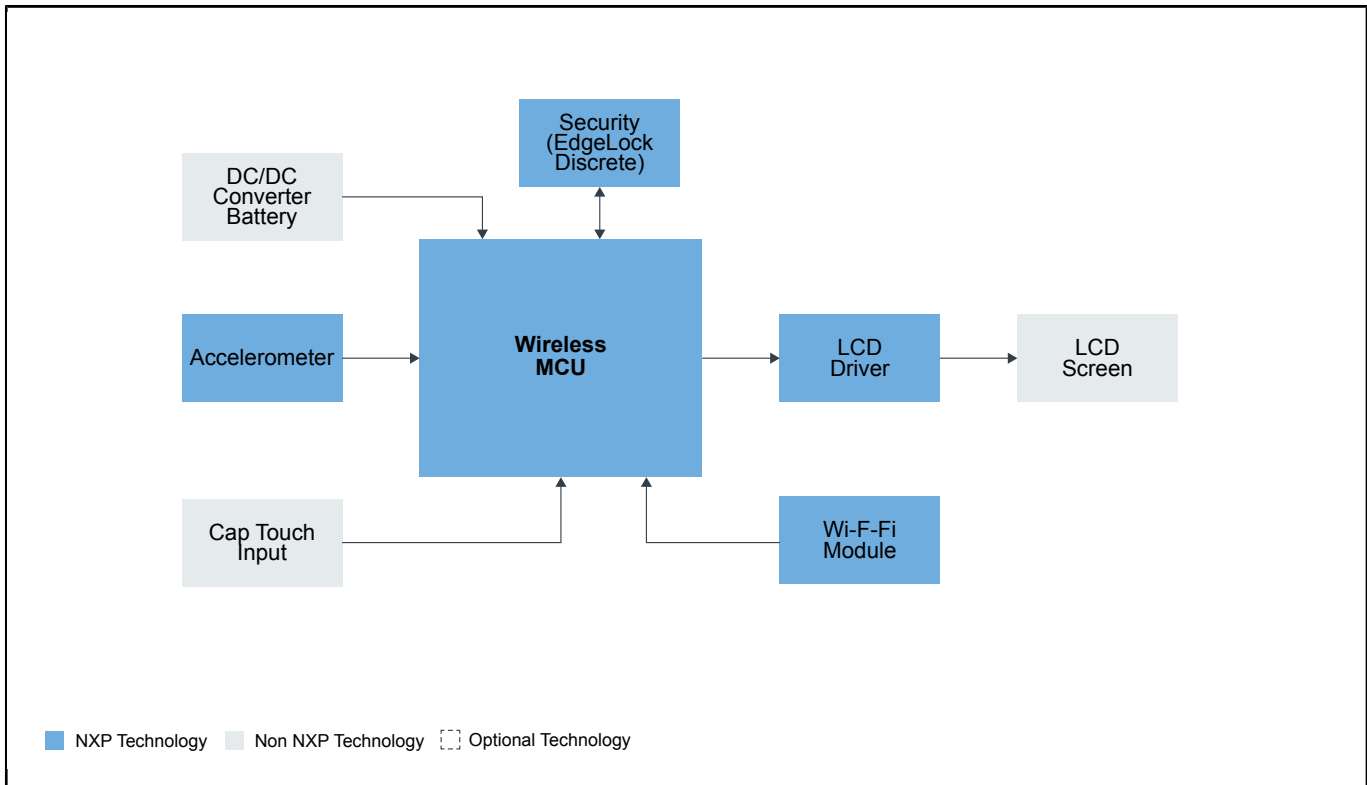 Security
(EdgeLock
Discrete)
DC/DC
Converter
Battery
Accelerometer
Wireless
MCU
LCD
Driver
LCD
Screen
Cap Touch
Input
Wi-F-Fi
Module
NXP Technology
Non NXP Technology
Optional Technology